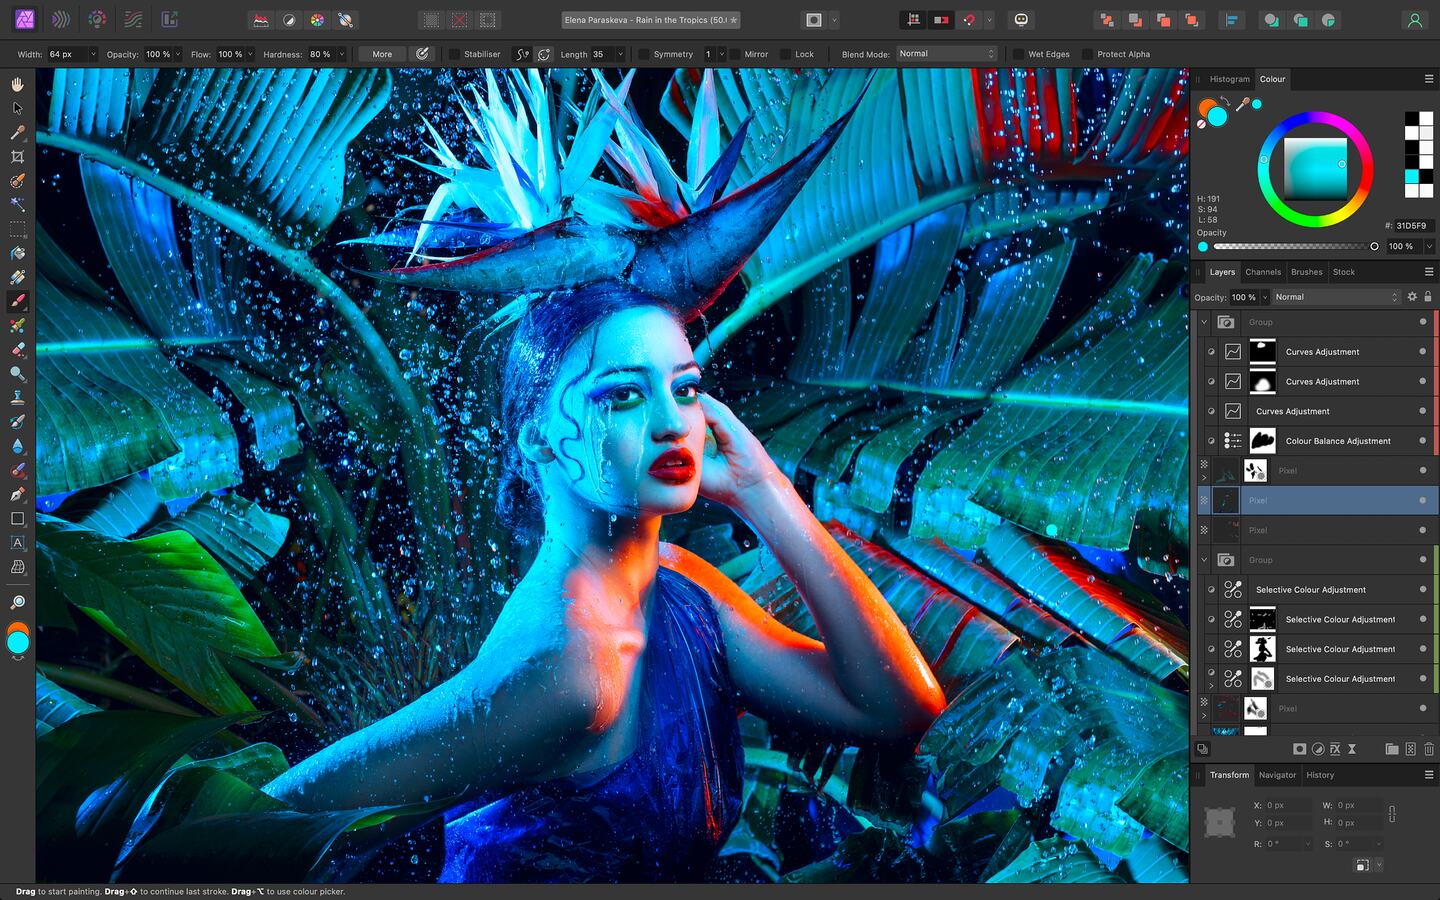 Elena Paraskeva - Rain in the Tropics (50.
Width: 64 px Opacity: 100 % Flow: 100 % Hardness: 80 % More Stabiliser Length 35 Symmetry 1 Mirror Lock Blend Mode: Normal Wet Edges Protect Alpha
Histogram Colour
H: 191
S: 94
L: 58
#: 31D5F9
Opacity
100 %
Layers Channels Brushes Stock
Opacity: 100 % Normal
Group
Curves Adjustment
Curves Adjustment
Curves Adjustment
Colour Balance Adjustment
Pixel
Pixel
Pixel
Group
Selective Colour Adjustment
Selective Colour Adjustment
Selective Colour Adjustment
Selective Colour Adjustment
Pixel
Transform Navigator History
X: 0 px W: 0 px
Y: 0 px H: 0 px
R: 0 ° S: 0 °
Drag to start painting. Drag+⇧ to continue last stroke. Drag+⌥ to use colour picker.